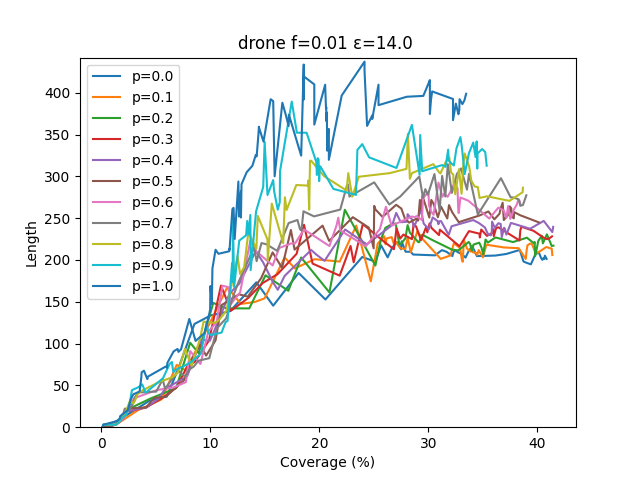 drone f=0.01 ε=14.0
p=0.0
p=0.1
p=0.2
p=0.3
p=0.4
p=0.5
p=0.6
p=0.7
p=0.8
p=0.9
p=1.0
Length
400
350
300
250
200
150
100
50
0
0 10 20 30 40
Coverage (%)